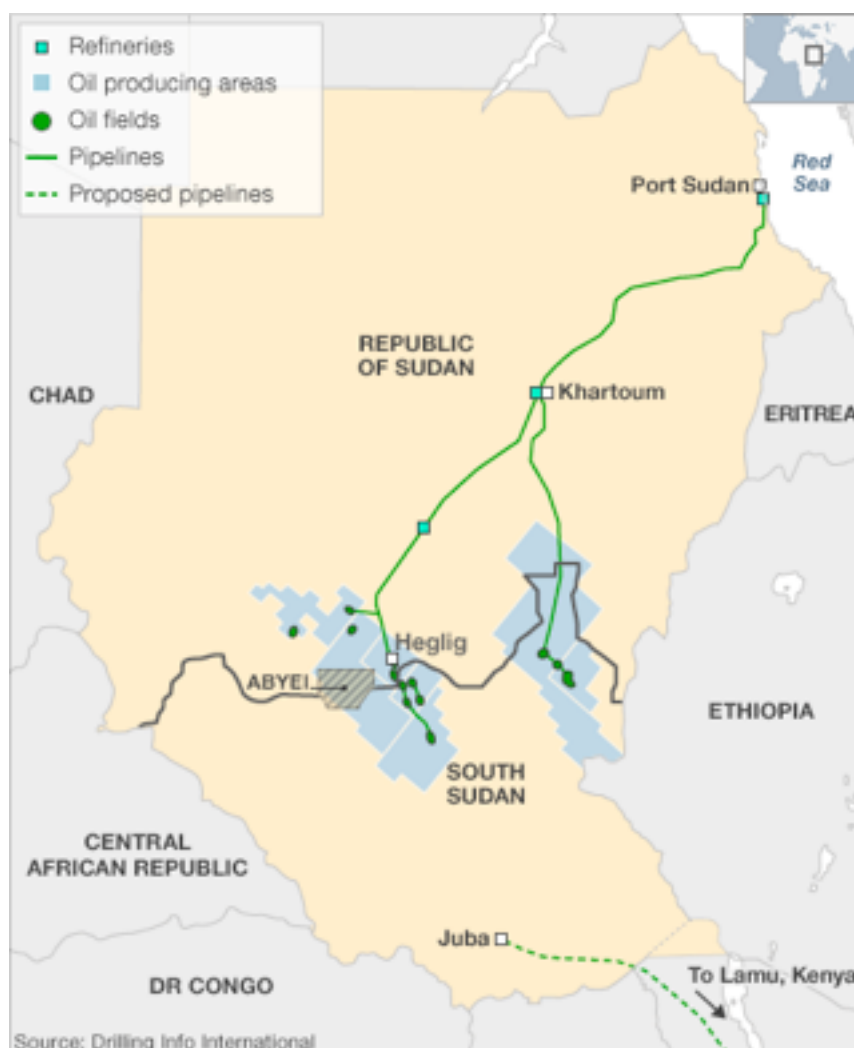 Refineries
Oil producing areas
Oil fields
Pipelines
Proposed pipelines
Port Sudan
Red
Sea
REPUBLIC
OF SUDAN
CHAD
Khartoum
ERITREA
Heglig
ABYEI
ETHIOPIA
SOUTH
SUDAN
CENTRAL
AFRICAN REPUBLIC
Juba
To Lamu, Kenya
DR CONGO
Source: Drilling Info International